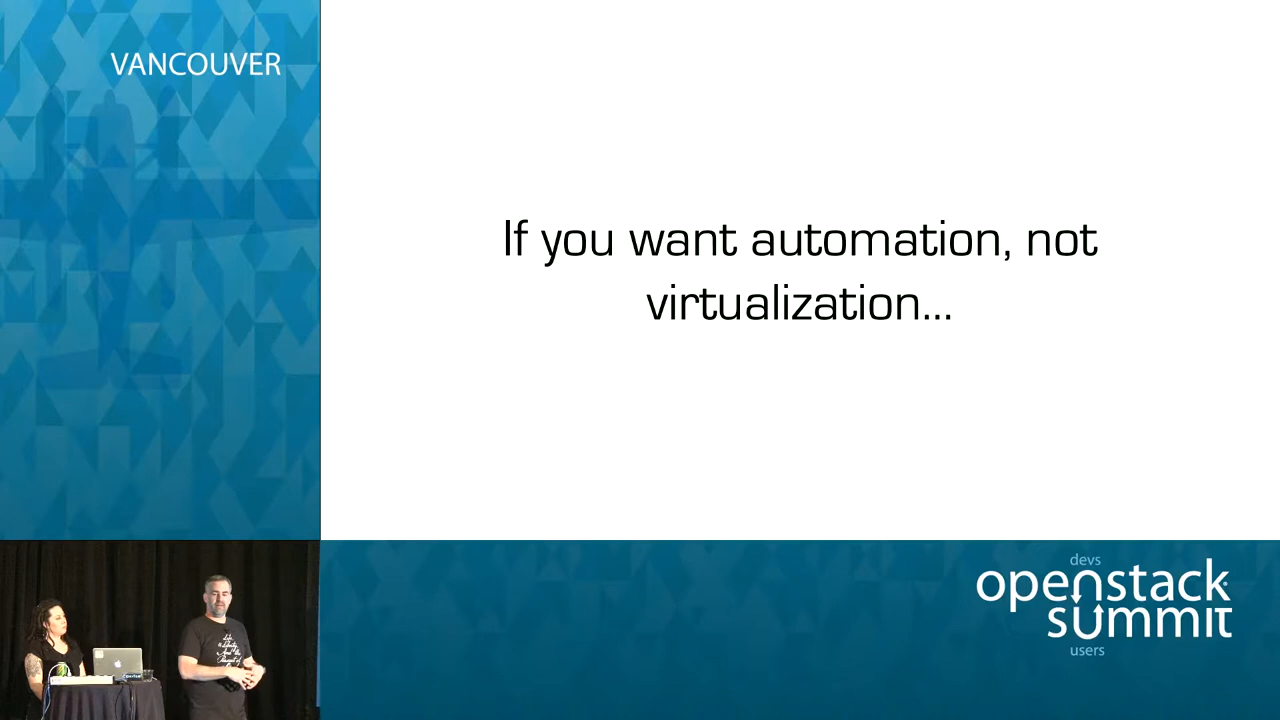 VANCOUVER
If you want automation, not
virtualization...
devs
openstack
summit
users